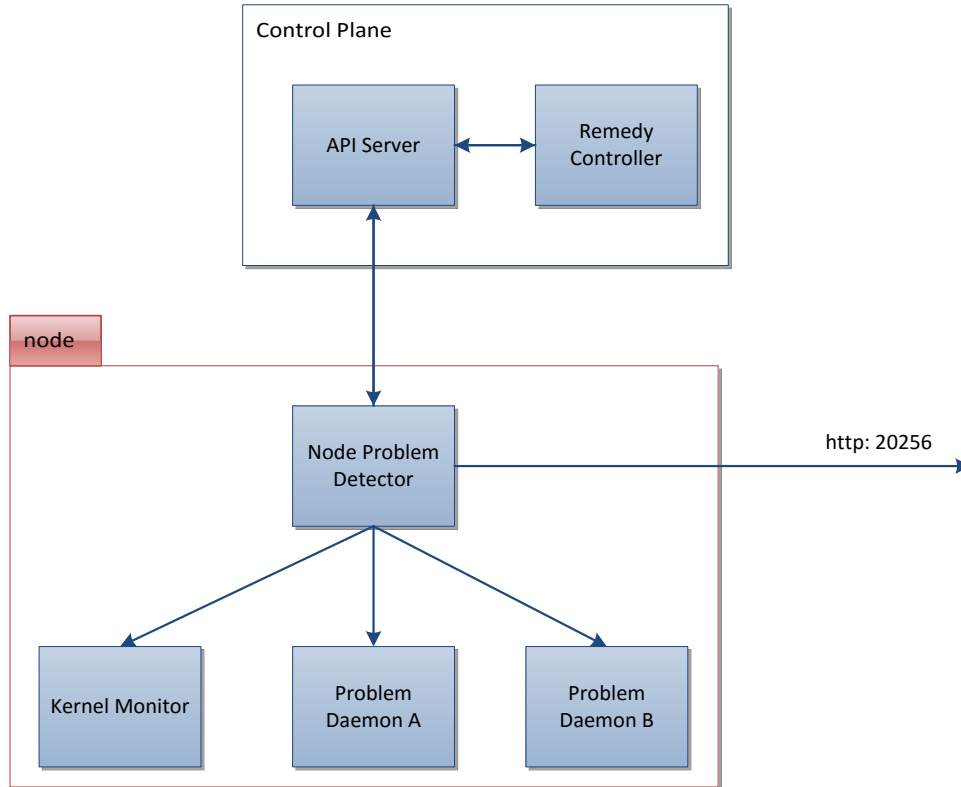 Control Plane
API Server
Remedy
Controller
node
Node Problem
Detector
http: 20256
Kernel Monitor
Problem
Daemon A
Problem
Daemon B